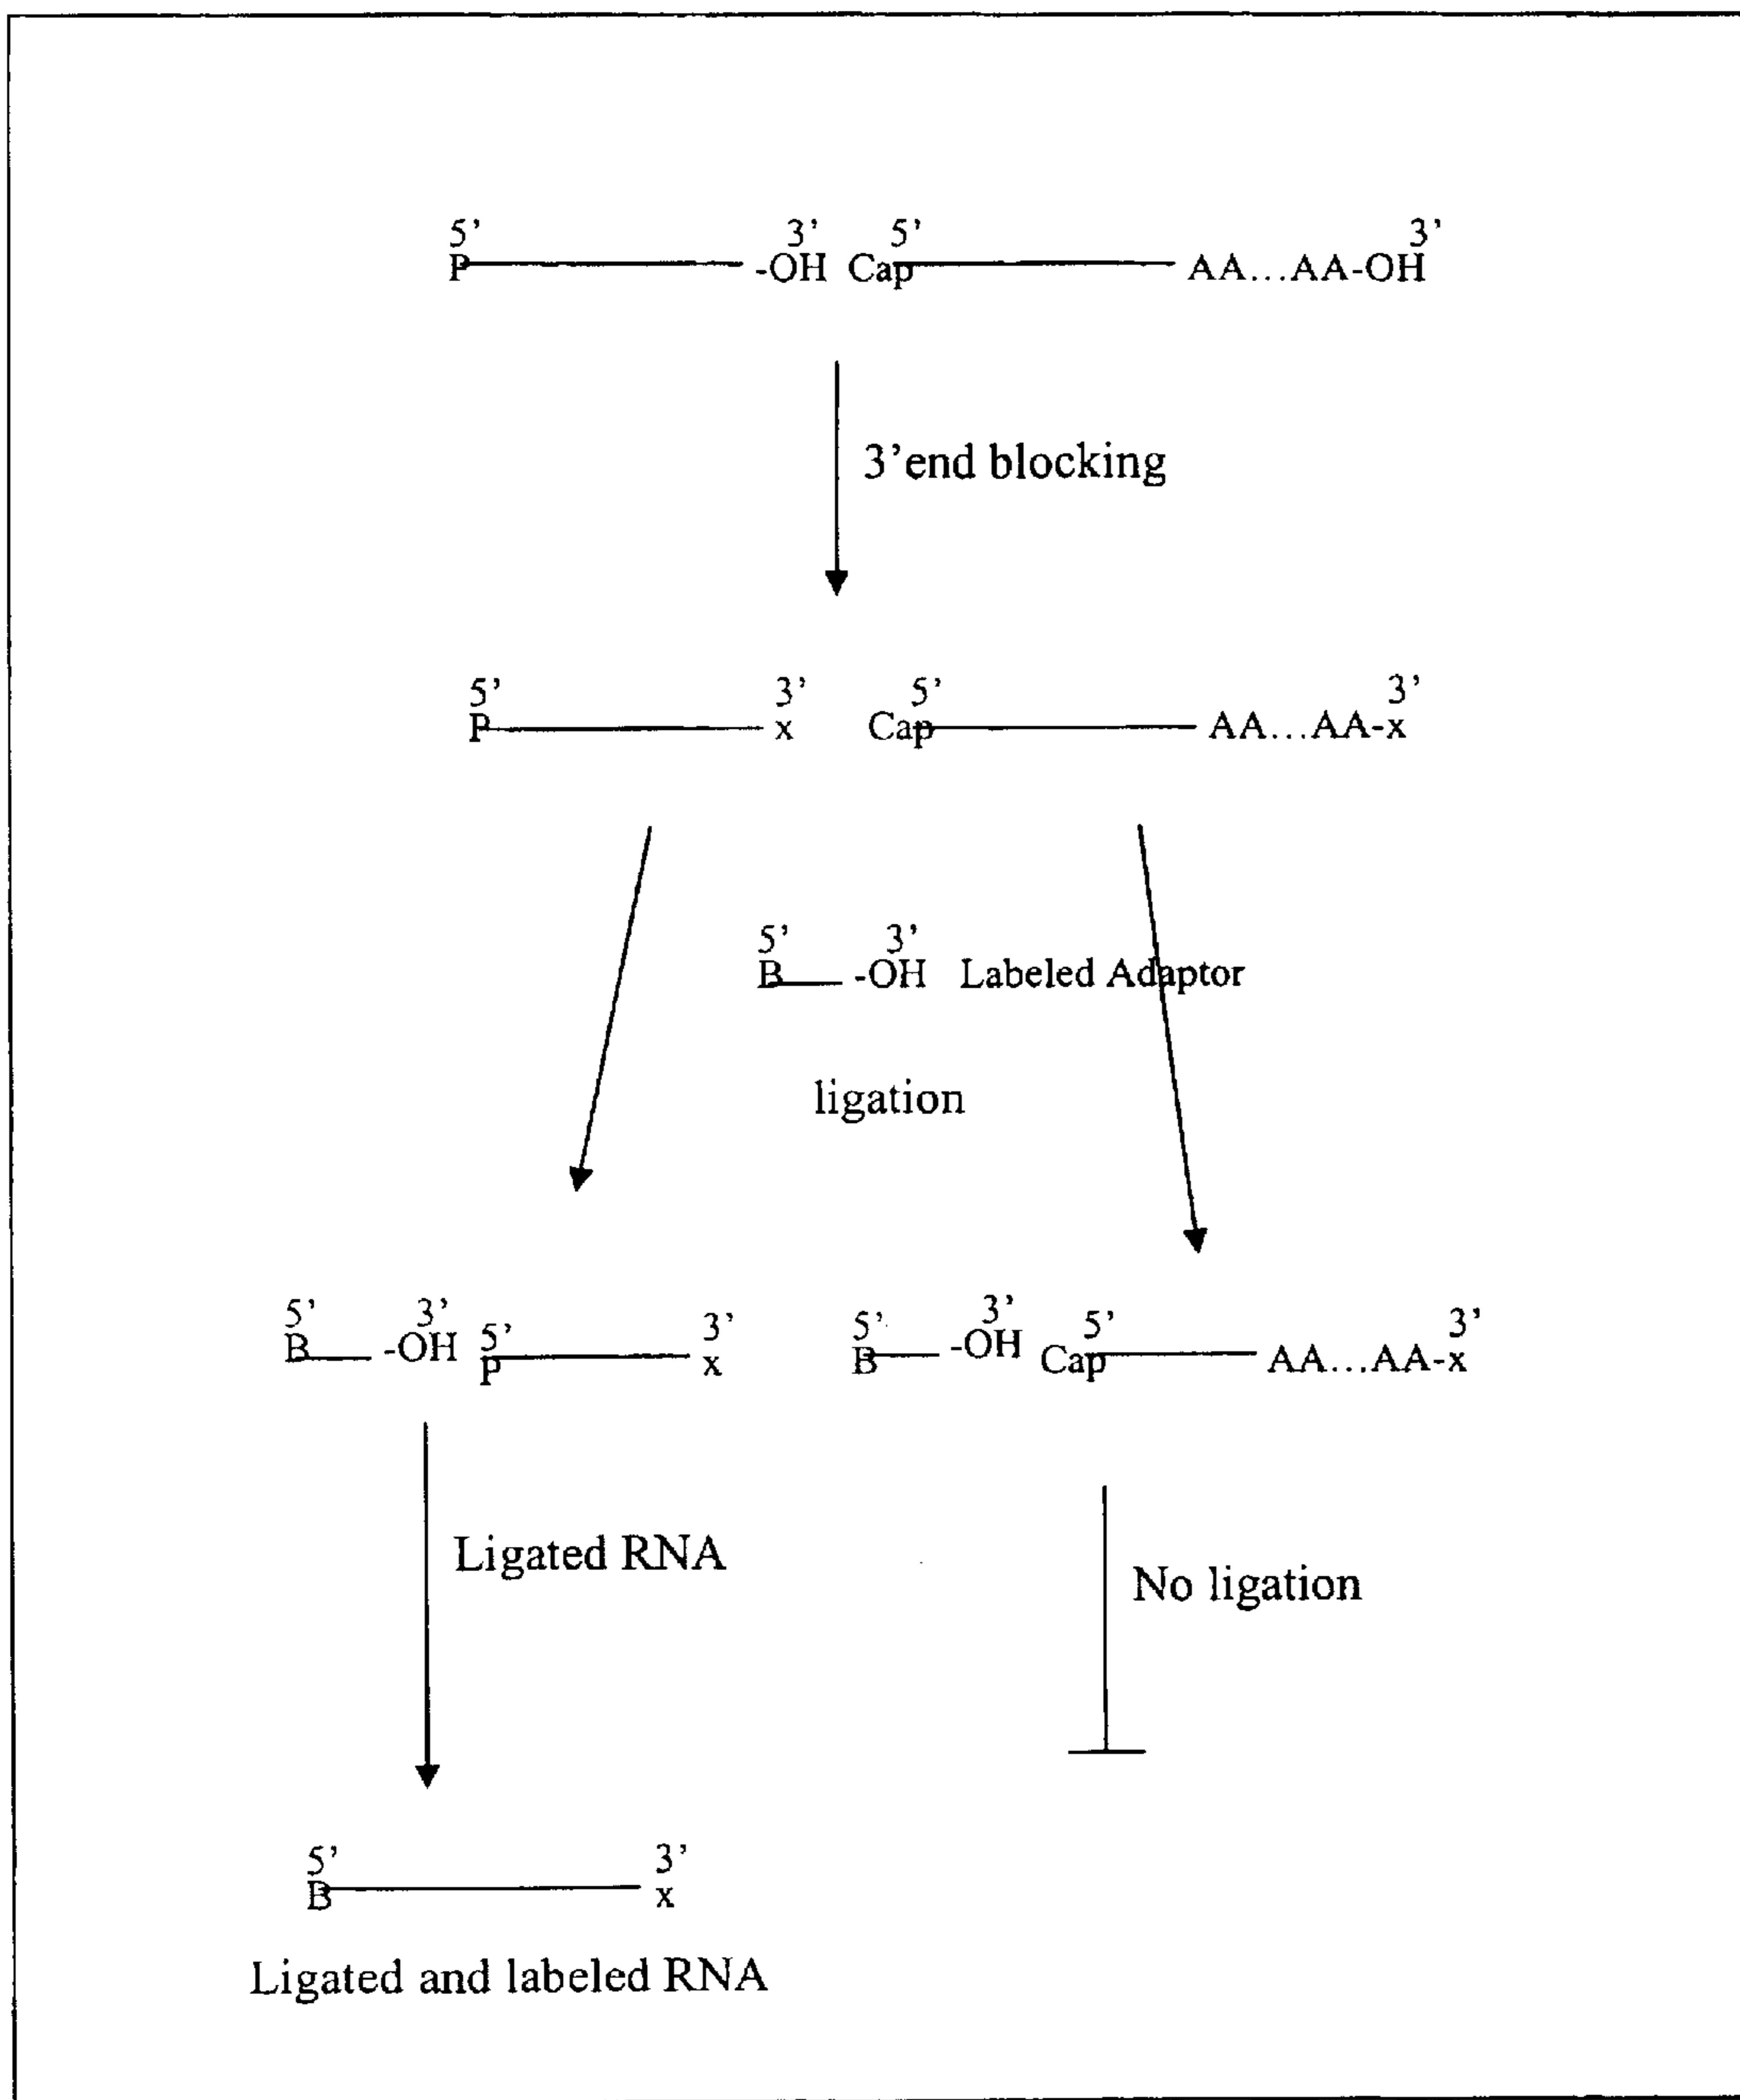 5’ 3’ 5’ 3’
P -OH Cap AA...AA-OH
3’end blocking
5’ 3’ 5’ 3’
P x Cap AA...AA-x
5’ 3’
B -OH Labeled Adaptor
ligation
5’ 3’ 5’ 3’ 5’ 3’ 5’ 3’
B -OH P x B -OH Cap AA...AA-x
Ligated RNA
No ligation
5’ 3’
B x
Ligated and labeled RNA